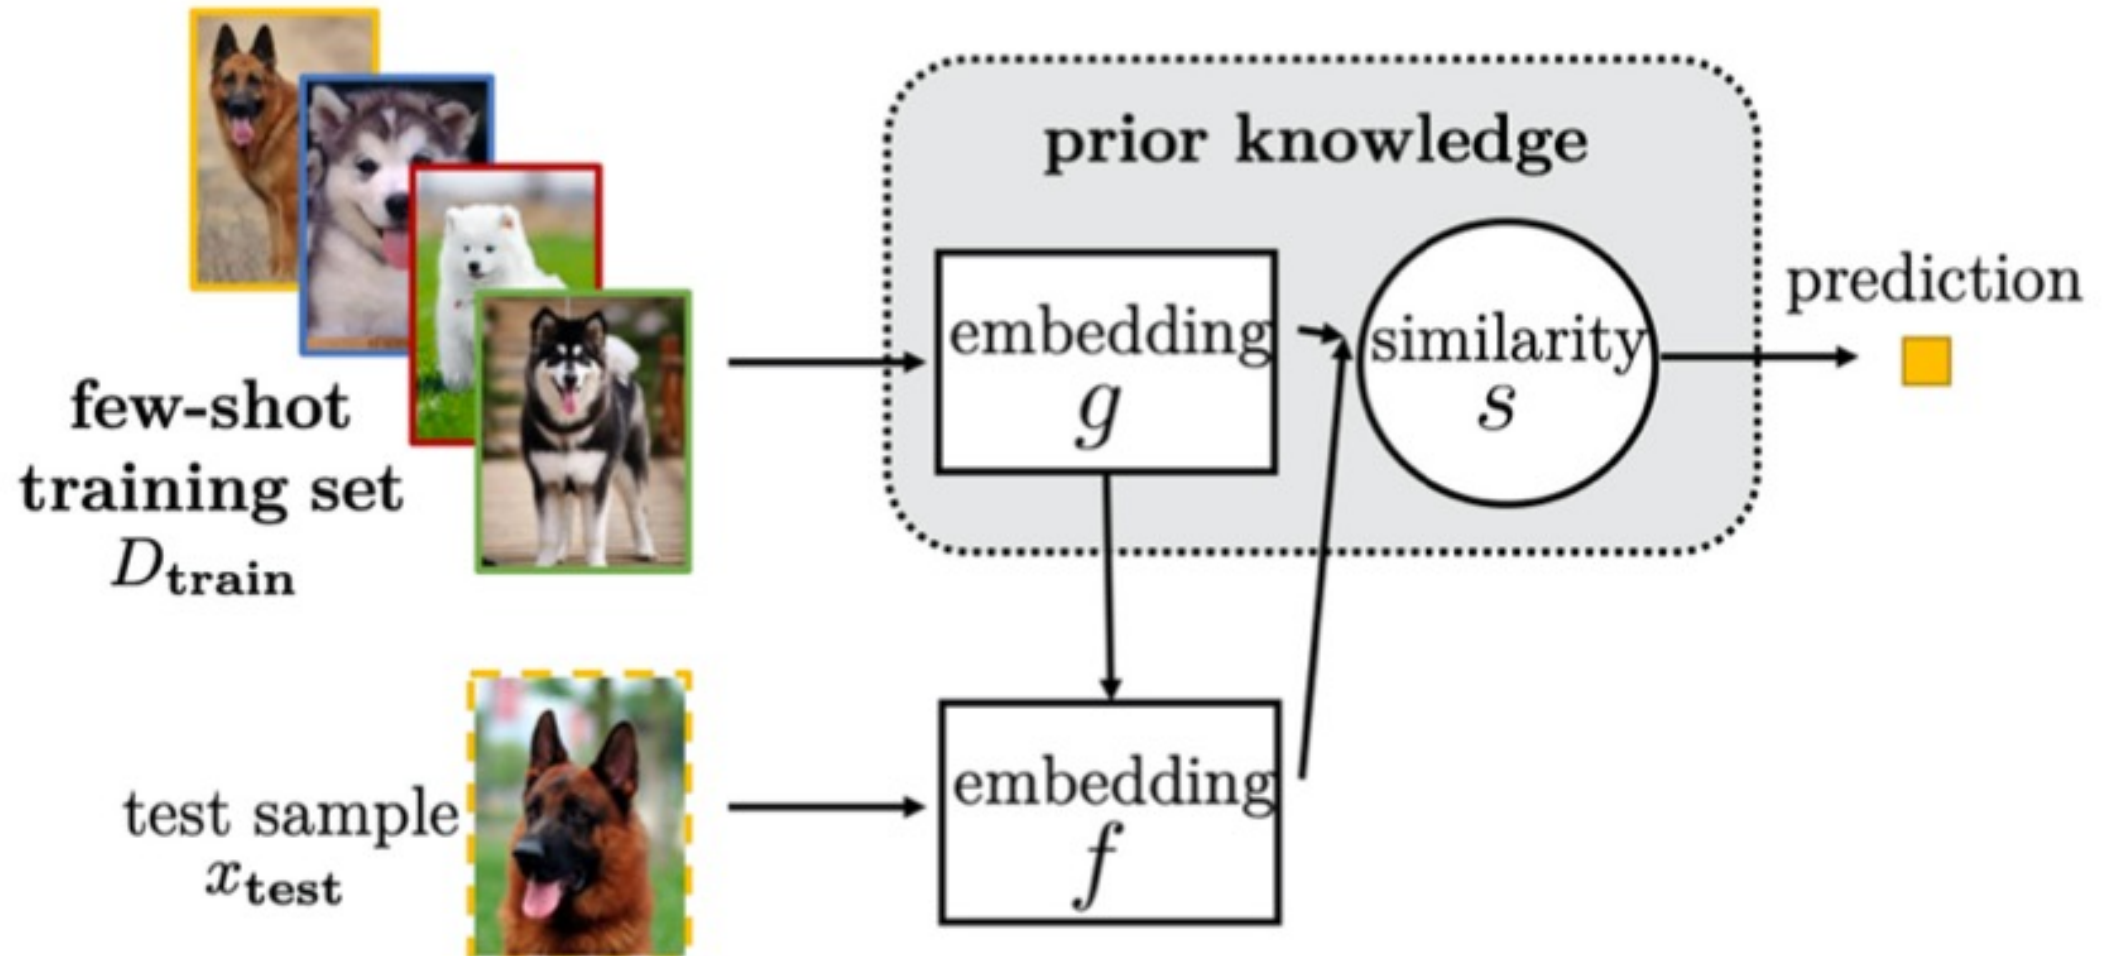 few-shot
training set
D_train
test sample
x_test
prior knowledge
embedding
g
similarity
s
embedding
f
prediction